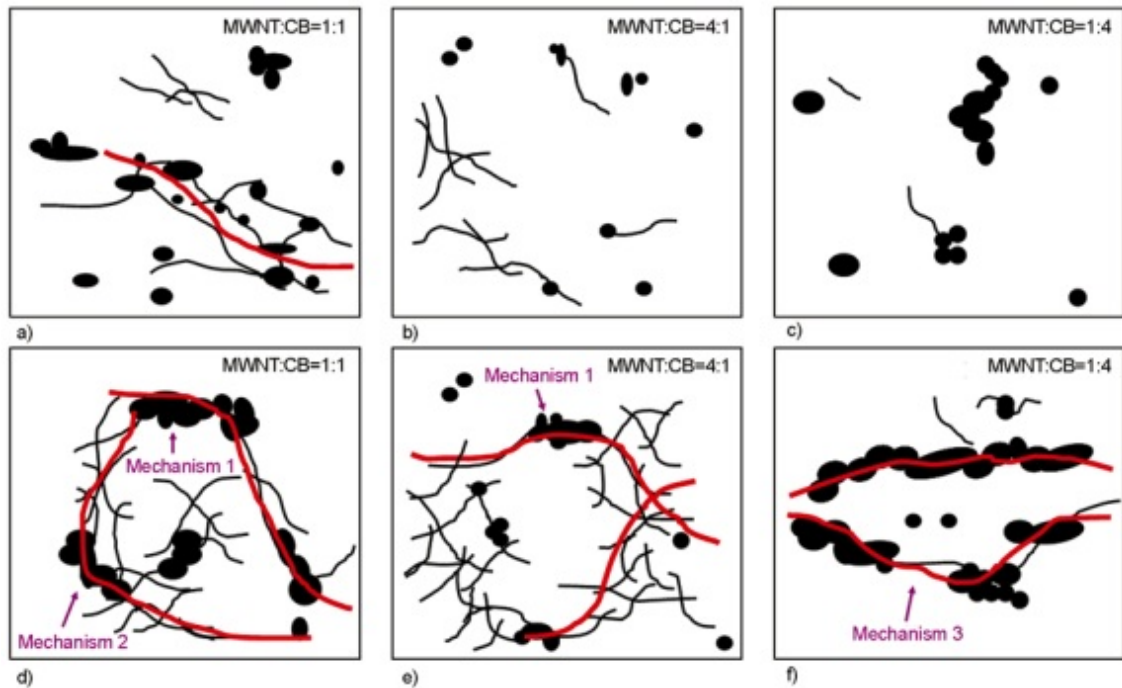 MWNT:CB=1:1
MWNT:CB=4:1
MWNT:CB=1:4
a)
b)
c)
MWNT:CB=1:1
Mechanism 1
Mechanism 2
MWNT:CB=4:1
Mechanism 1
MWNT:CB=1:4
Mechanism 3
d)
e)
f)